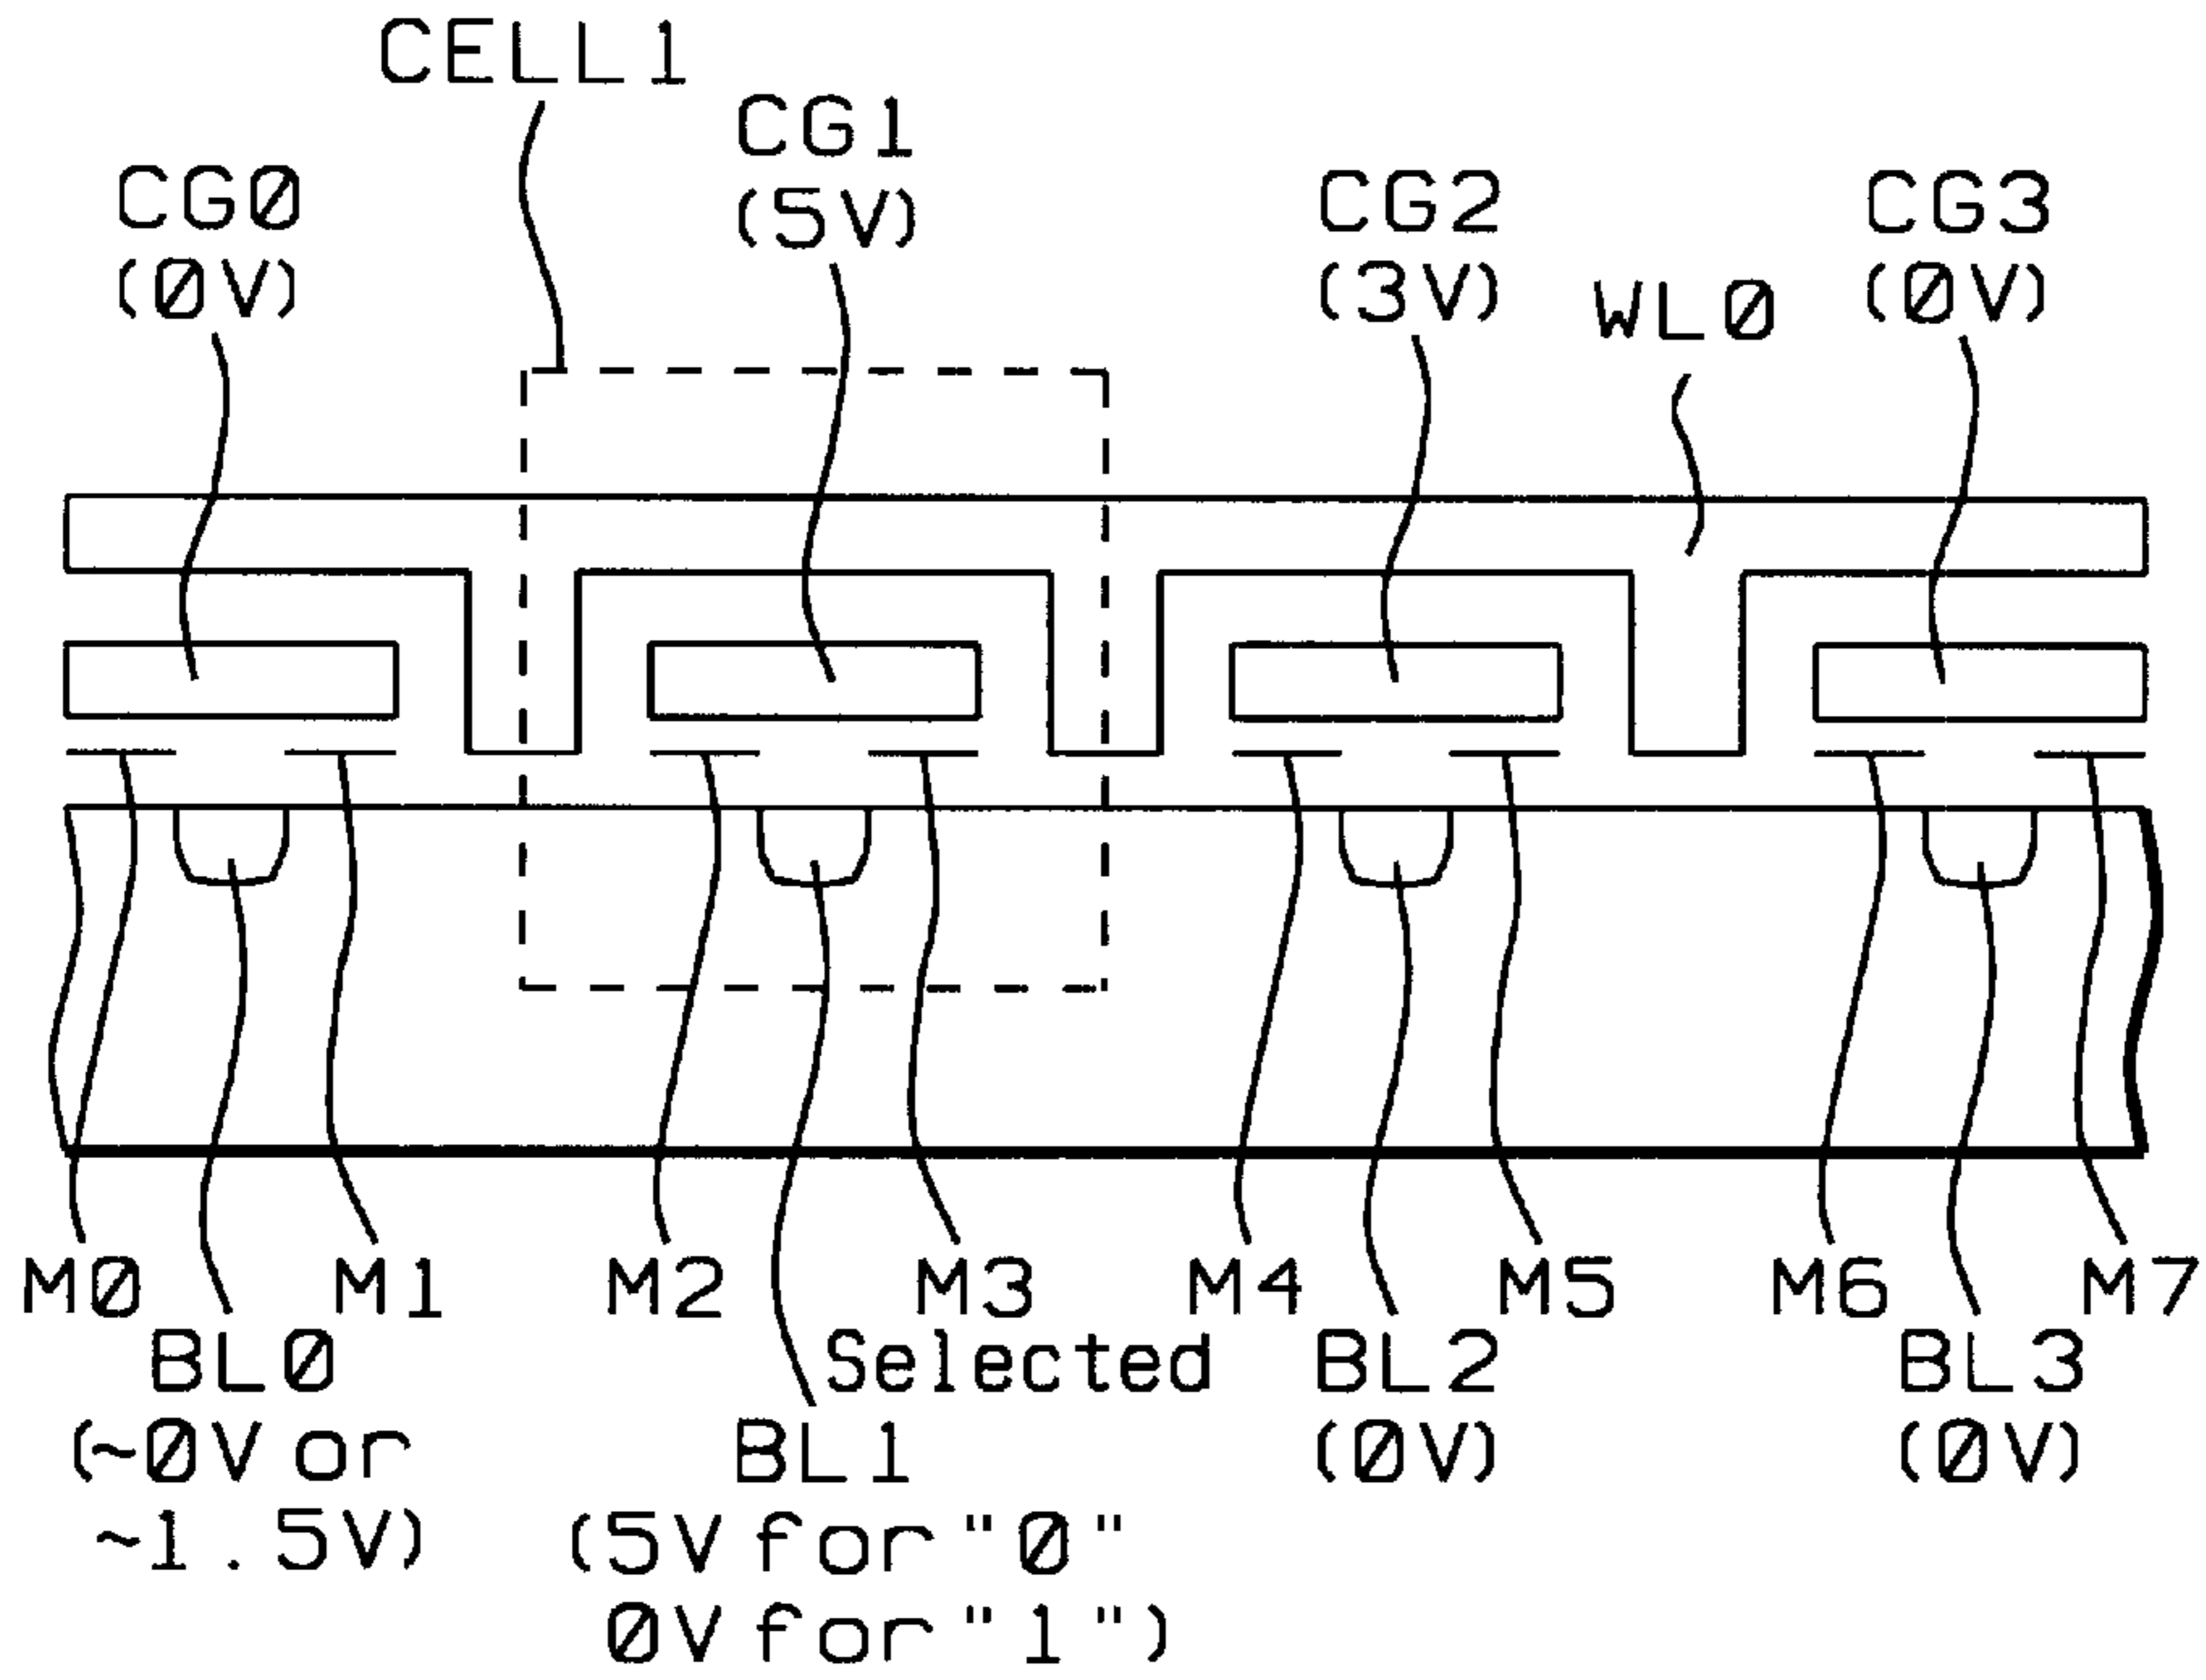 CELL1
CG1
(5V)
CG0
(0V)
CG2
(3V)
WL0
CG3
(0V)
M0
M1
M2
M3
M4
M5
M6
M7
BL0
(~0V or
~1.5V)
Selected
BL1
(5V for "0"
0V for "1")
BL2
(0V)
BL3
(0V)